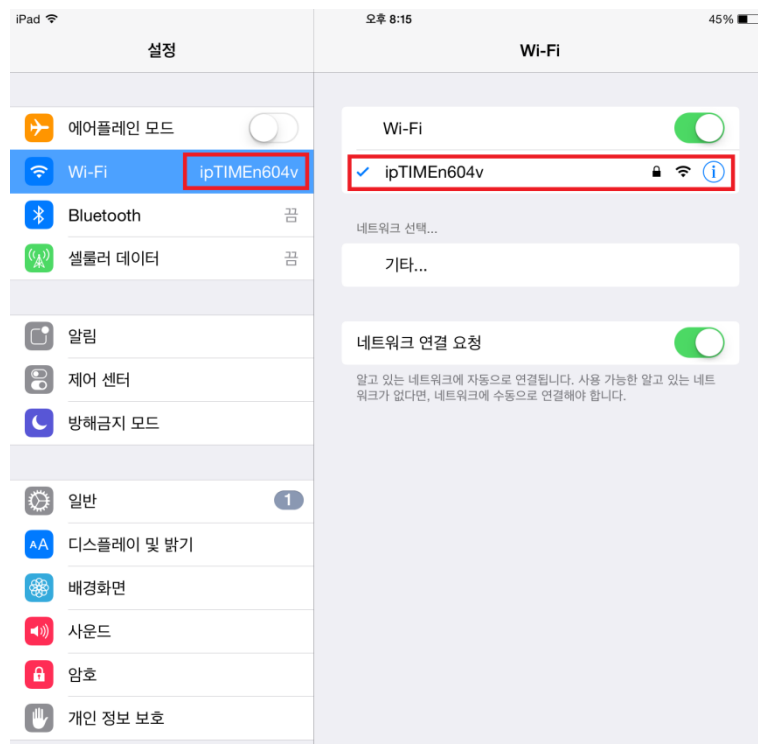 iPad
오후 8:15
45%
설정
Wi-Fi
에어플레인 모드
Wi-Fi ipTIMEn604v
Bluetooth 끔
셀룰러 데이터 끔
알림
제어 센터
방해금지 모드
일반 1
AA 디스플레이 및 밝기
배경화면
사운드
암호
개인 정보 보호
Wi-Fi
ipTIMEn604v
네트워크 선택...
기타...
네트워크 연결 요청
알고 있는 네트워크에 자동으로 연결됩니다. 사용 가능한 알고 있는 네트
워크가 없다면, 네트워크에 수동으로 연결해야 합니다.